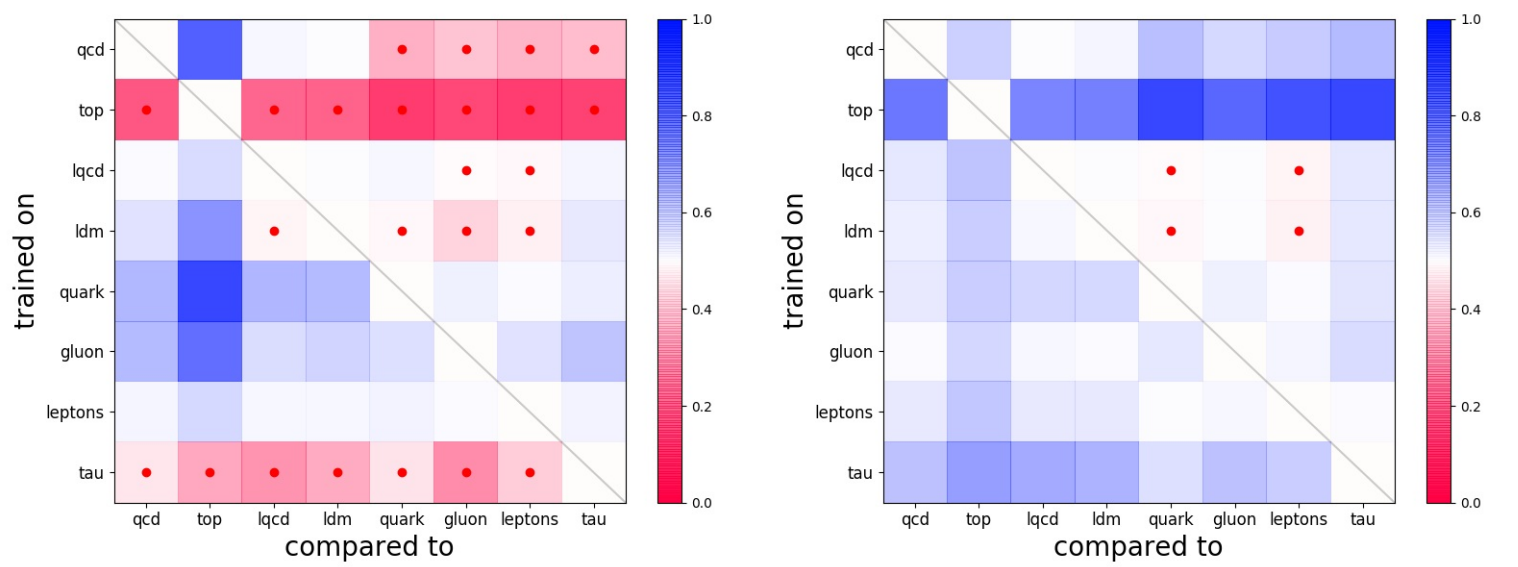 trained on
qcd
top
lqcd
ldm
quark
gluon
leptons
tau
qcd top lqcd ldm quark gluon leptons tau
compared to
1.0
0.8
0.6
0.4
0.2
0.0
trained on
qcd
top
lqcd
ldm
quark
gluon
leptons
tau
qcd top lqcd ldm quark gluon leptons tau
compared to
1.0
0.8
0.6
0.4
0.2
0.0